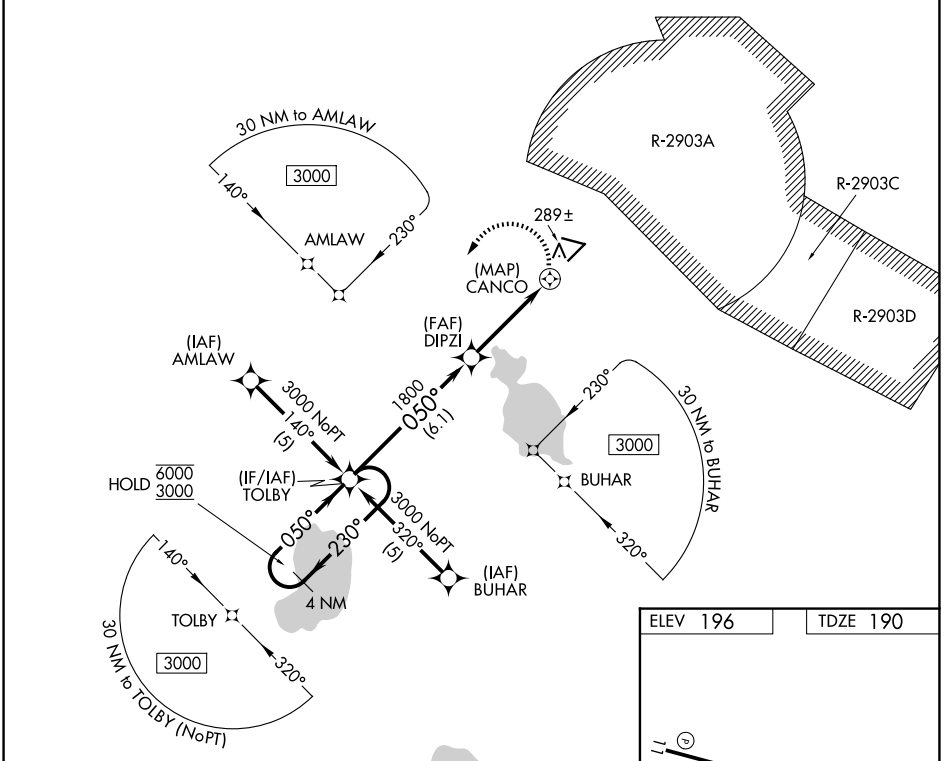 R-2903A
R-2903C
R-2903D
30 NM to AMLAW
3000
140°
230°
AMLAW
289±
(MAP)
CANCO
(FAF)
DIPZI
(IAF)
AMLAW
3000 NoPT
140°
(5)
1800
050°
(6.1)
230°
30 NM to BUHAR
3000
BUHAR
320°
HOLD 6000
3000
(IF/IAF)
TOLBY
050°
230°
3000 NoPT
320°
(5)
4 NM
(IAF)
BUHAR
140°
TOLBY
320°
3000
30 NM to TOLBY (NoPT)
ELEV 196
TDZE 190
11
P